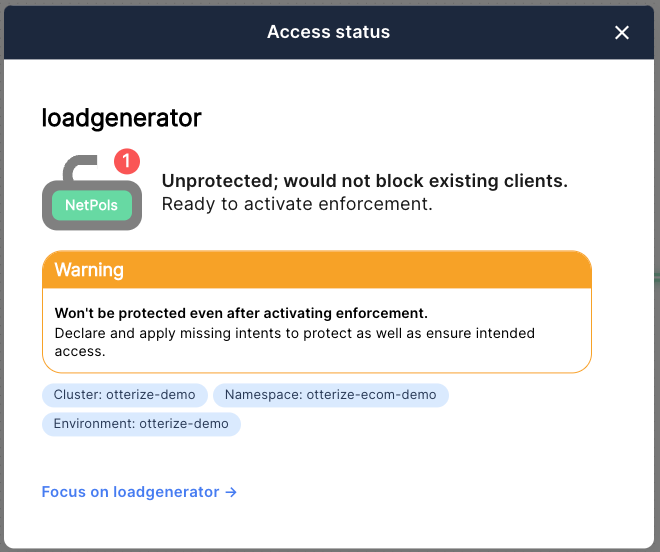 Access status
loadgenerator
1
NetPols
Unprotected; would not block existing clients.
Ready to activate enforcement.
Warning
Won't be protected even after activating enforcement.
Declare and apply missing intents to protect as well as ensure intended
access.
Cluster: otterize-demo
Namespace: otterize-ecom-demo
Environment: otterize-demo
Focus on loadgenerator →